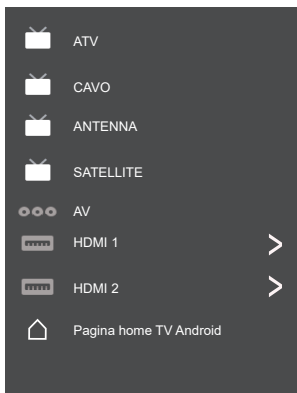 ATV
CAVO
ANTENNA
SATELLITE
AV
HDMI 1
HDMI 2
Pagina home TV Android